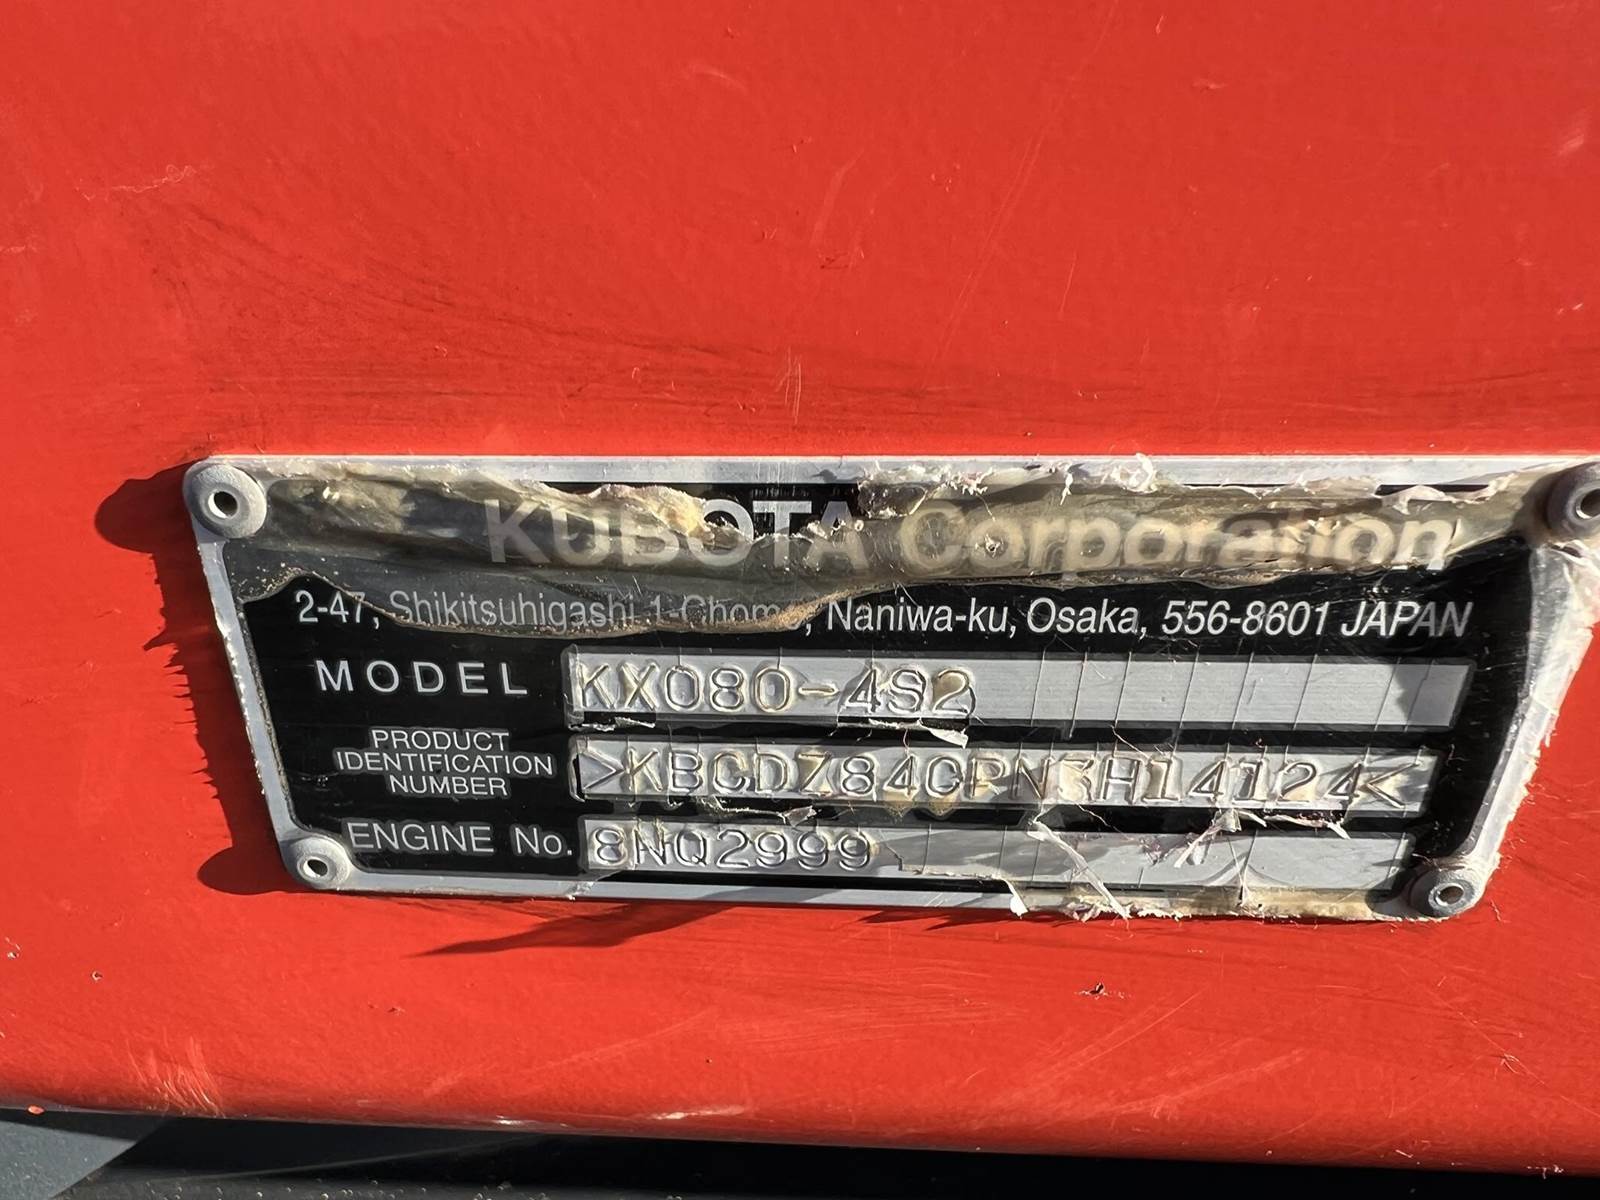 KUBOTA Corporation
2-47, Shikitsuhigashi 1-Chome, Naniwa-ku, Osaka, 556-8601 JAPAN
MODEL KX080-4S2
PRODUCT
IDENTIFICATION
NUMBER
ENGINE No. 8NQ2999